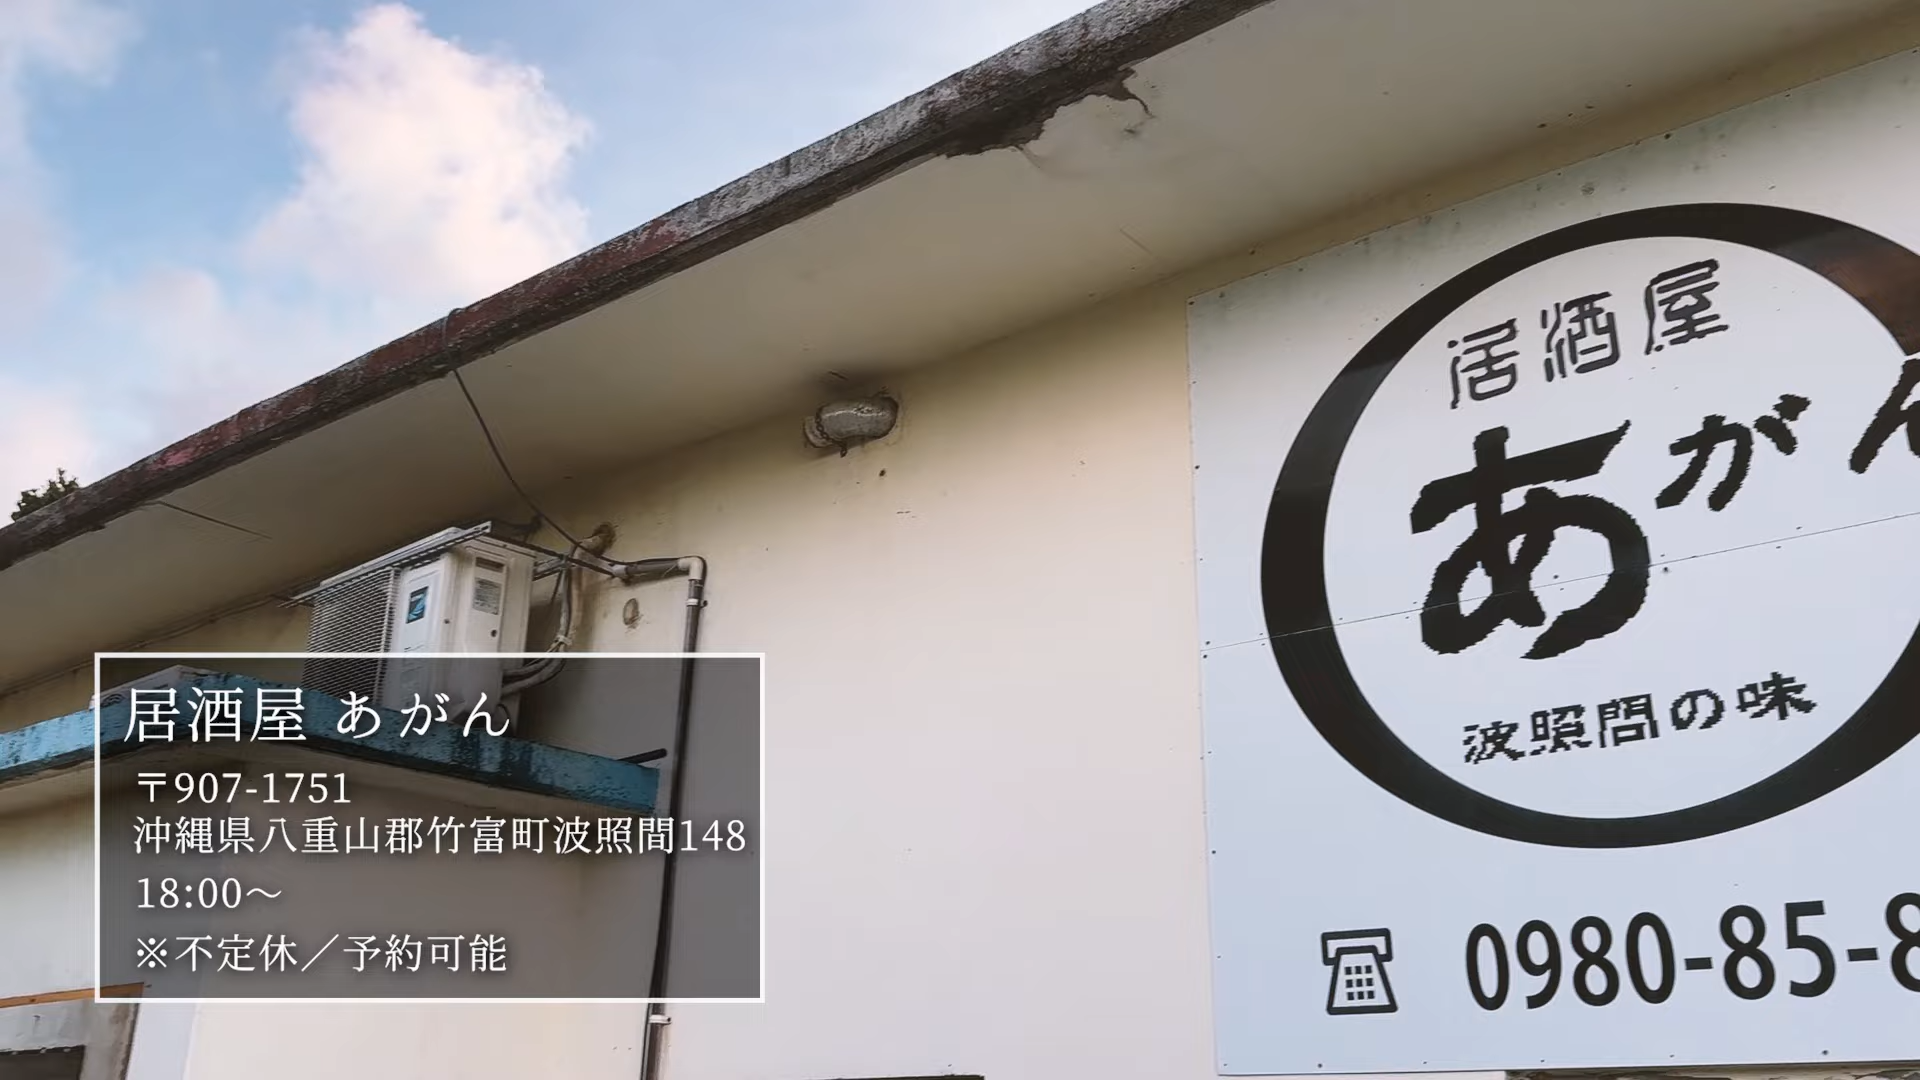 居酒屋
あがん
波照間の味
0980-85-8
居酒屋 あがん
〒907-1751
沖縄県八重山郡竹富町波照間148
18:00～
※不定休／予約可能